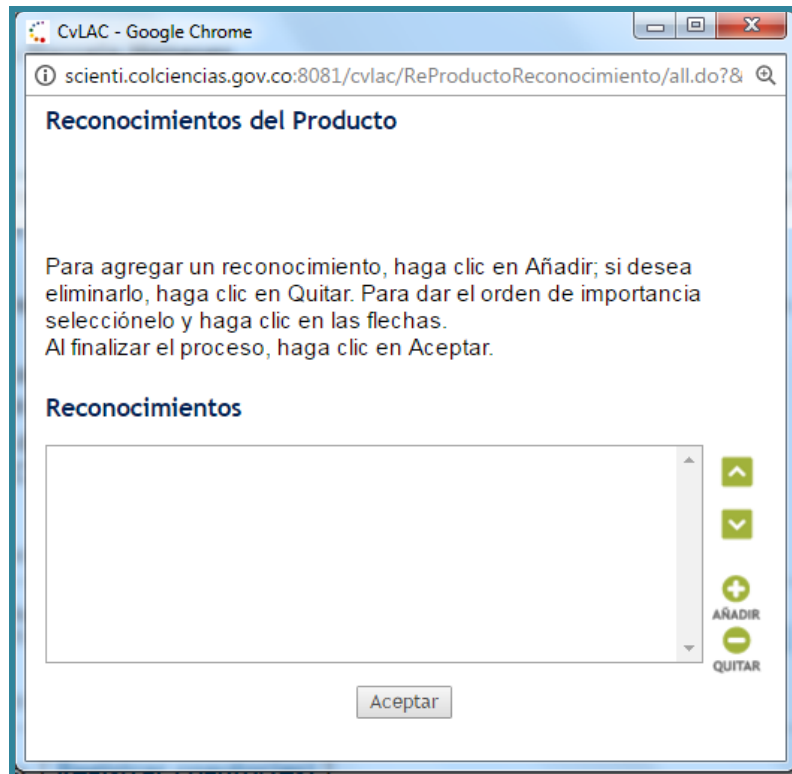 CvLAC - Google Chrome
scienti.colciencias.gov.co:8081/cvlac/ReProductoReconocimiento/all.do?&
Reconocimientos del Producto
Para agregar un reconocimiento, haga clic en Añadir; si desea
eliminarlo, haga clic en Quitar. Para dar el orden de importancia
selecciónelo y haga clic en las flechas.
Al finalizar el proceso, haga clic en Aceptar.
Reconocimientos
AÑADIR
QUITAR
Aceptar